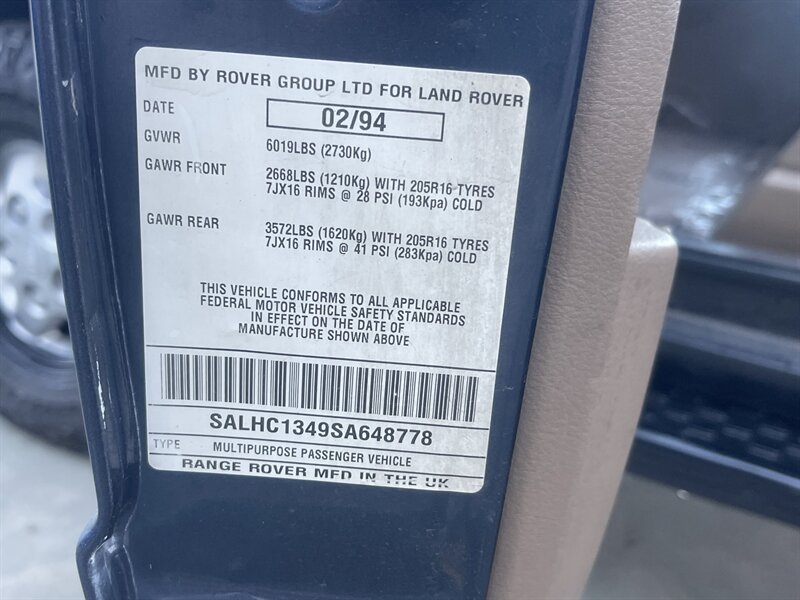 MFD BY ROVER GROUP LTD FOR LAND ROVER
DATE 02/94
GVWR 6019LBS (2730Kg)
GAWR FRONT 2668LBS (1210Kg) WITH 205R16 TYRES
7JX16 RIMS @ 28 PSI (193Kpa) COLD
GAWR REAR 3572LBS (1620Kg) WITH 205R16 TYRES
7JX16 RIMS @ 41 PSI (283Kpa) COLD
THIS VEHICLE CONFORMS TO ALL APPLICABLE
FEDERAL MOTOR VEHICLE SAFETY STANDARDS
IN EFFECT ON THE DATE OF
MANUFACTURE SHOWN ABOVE
SALHC1349SA648778
TYPE MULTIPURPOSE PASSENGER VEHICLE
RANGE ROVER MFD IN THE UK